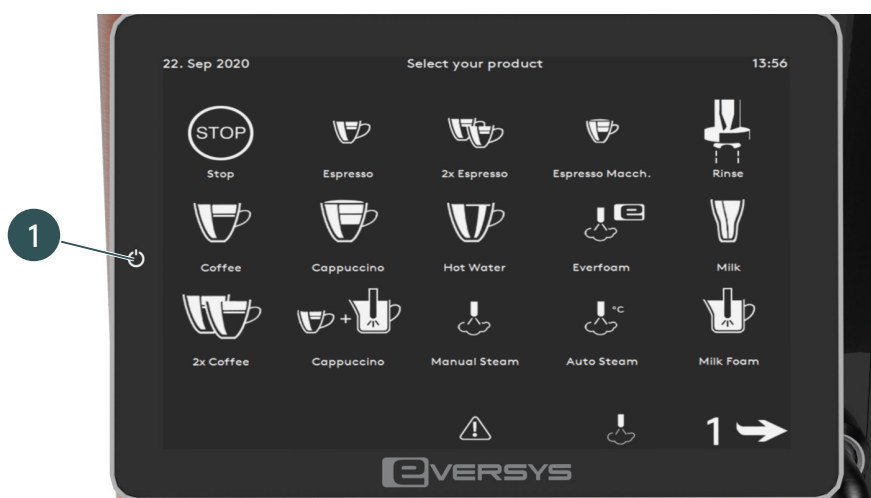 22. Sep 2020 Select your product 13:56
STOP
Stop Espresso 2x Espresso Espresso Macch. Rinse
1
e
Coffee Cappuccino Hot Water Everfoam Milk
+
°C
2x Coffee Cappuccino Manual Steam Auto Steam Milk Foam
1
eVERSYS